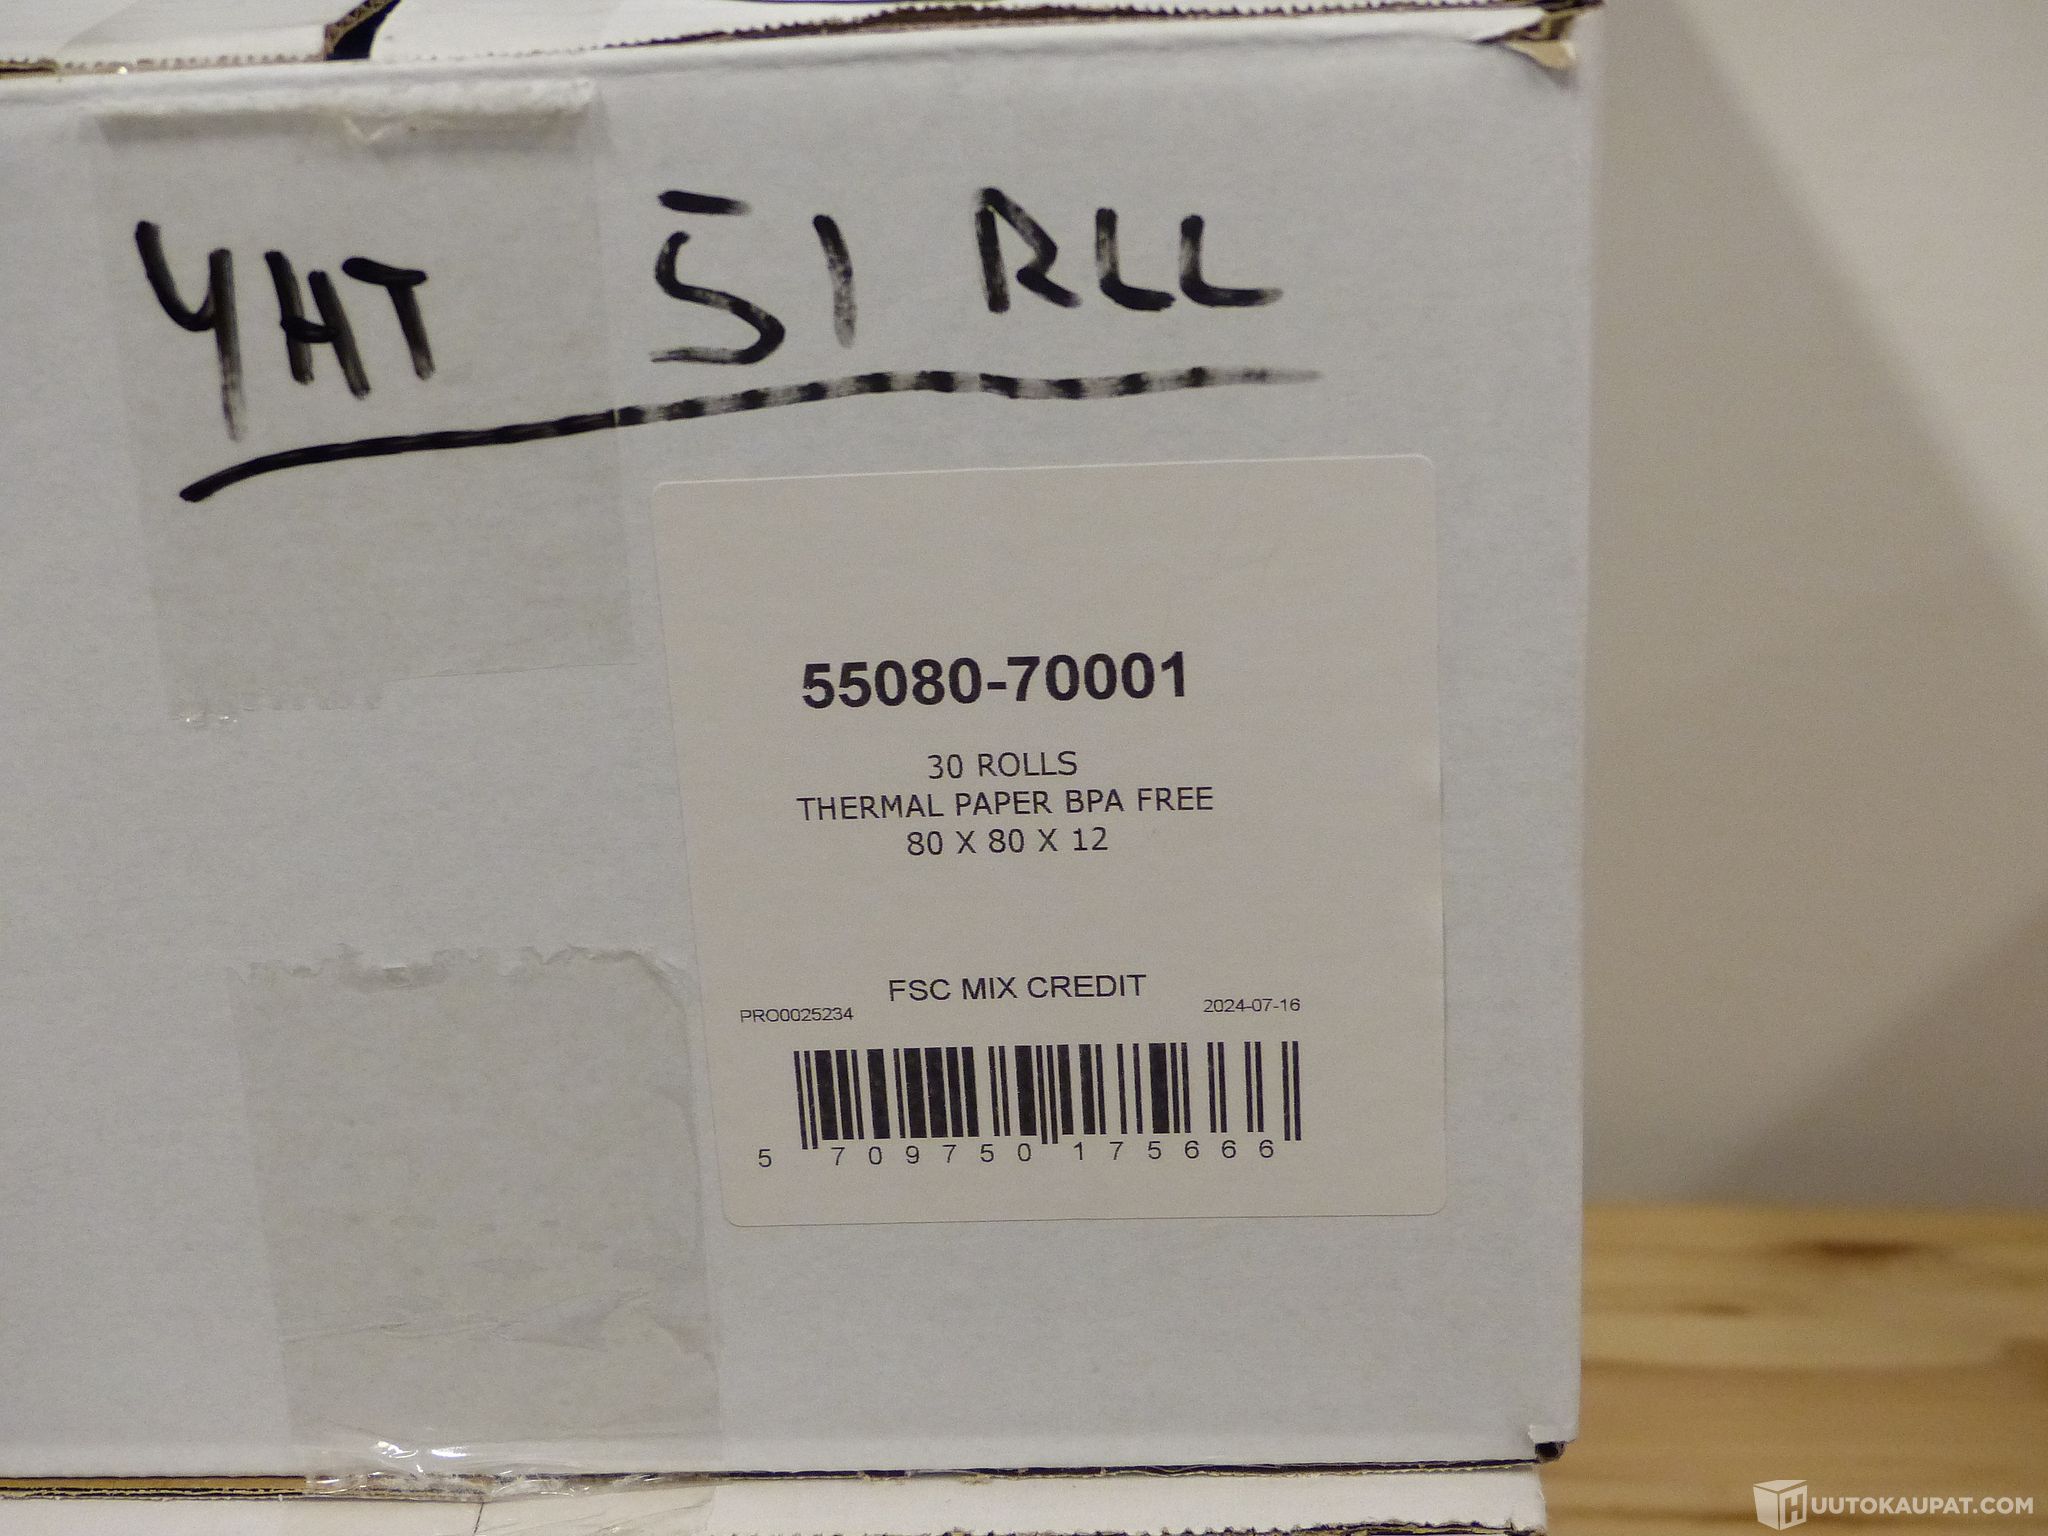 YHT 51 RLL
55080-70001
30 ROLLS
THERMAL PAPER BPA FREE
80 X 80 X 12
FSC MIX CREDIT
PRO0025234 2024-07-16
5 709750 175666
HUUTOKAUPAT.COM